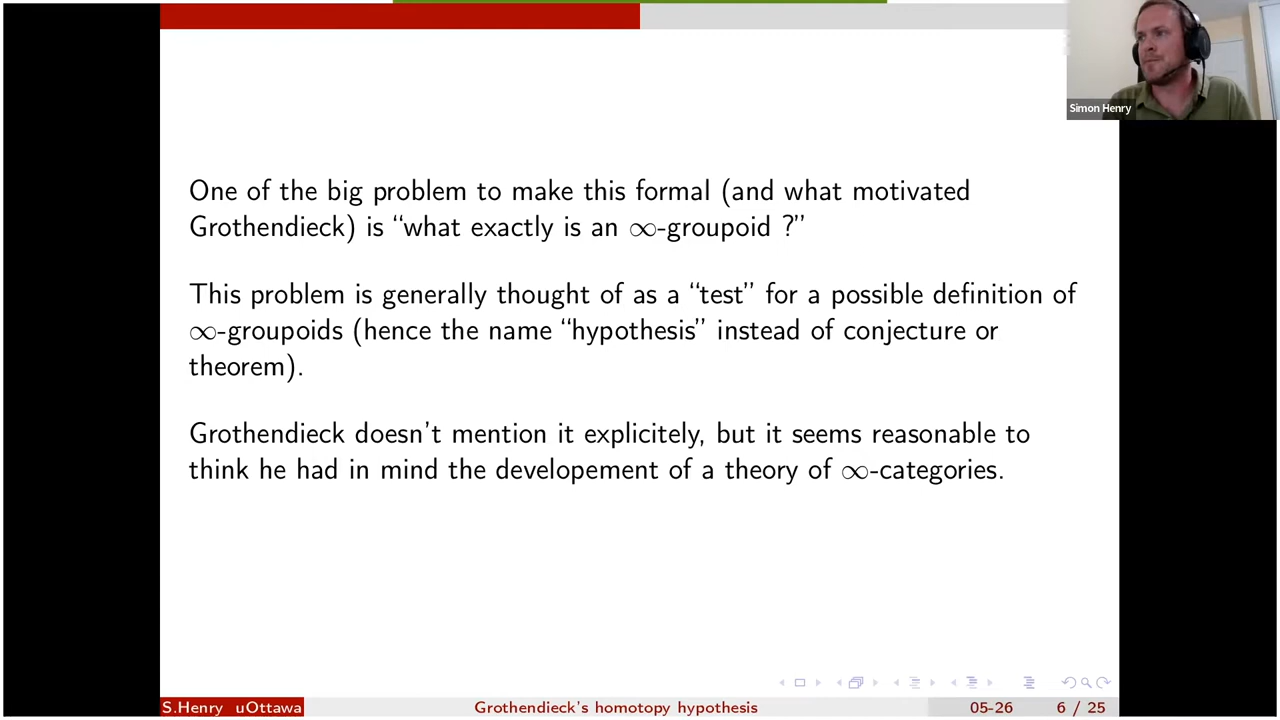 Simon Henry
One of the big problem to make this formal (and what motivated
Grothendieck) is “what exactly is an ∞-groupoid ?”
This problem is generally thought of as a “test” for a possible definition of
∞-groupoids (hence the name “hypothesis” instead of conjecture or
theorem).
Grothendieck doesn't mention it explicitely, but it seems reasonable to
think he had in mind the developement of a theory of ∞-categories.
S.Henry uOttawa
Grothendieck's homotopy hypothesis
05-26
6 / 25